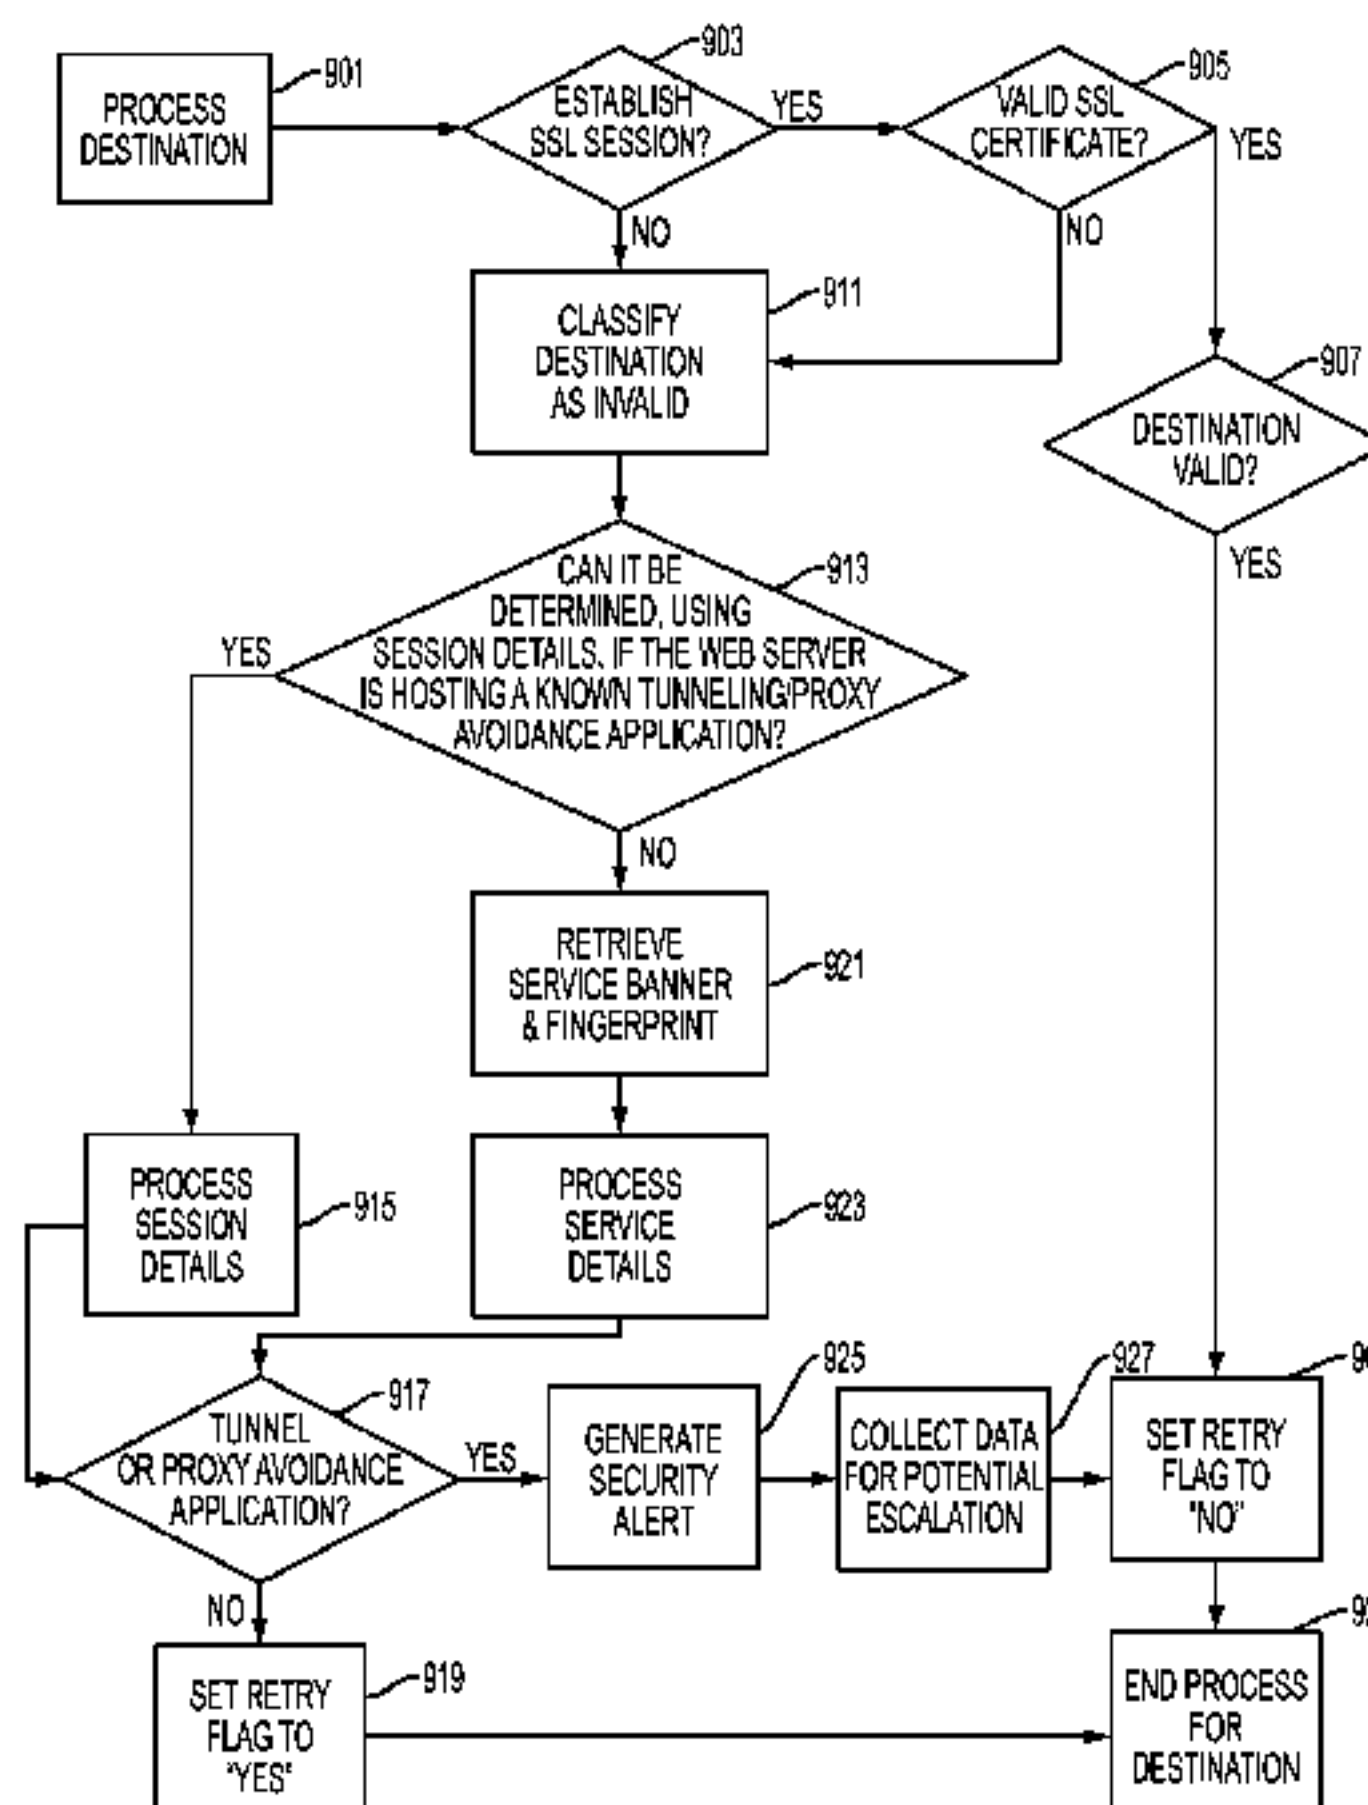 PROCESS
DESTINATION
901
ESTABLISH
SSL SESSION?
903
YES
VALID SSL
CERTIFICATE?
905
YES
NO
NO
CLASSIFY
DESTINATION
AS INVALID
911
DESTINATION
VALID?
907
YES
CAN IT BE
DETERMINED, USING
SESSION DETAILS, IF THE WEB SERVER
IS HOSTING A KNOWN TUNNELING/PROXY
AVOIDANCE APPLICATION?
913
YES
NO
RETRIEVE
SERVICE BANNER
& FINGERPRINT
921
PROCESS
SESSION
DETAILS
915
PROCESS
SERVICE
DETAILS
923
TUNNEL
OR PROXY AVOIDANCE
APPLICATION?
917
YES
GENERATE
SECURITY
ALERT
925
COLLECT DATA
FOR POTENTIAL
ESCALATION
927
SET RETRY
FLAG TO
"NO"
NO
SET RETRY
FLAG TO
"YES"
919
END PROCESS
FOR
DESTINATION